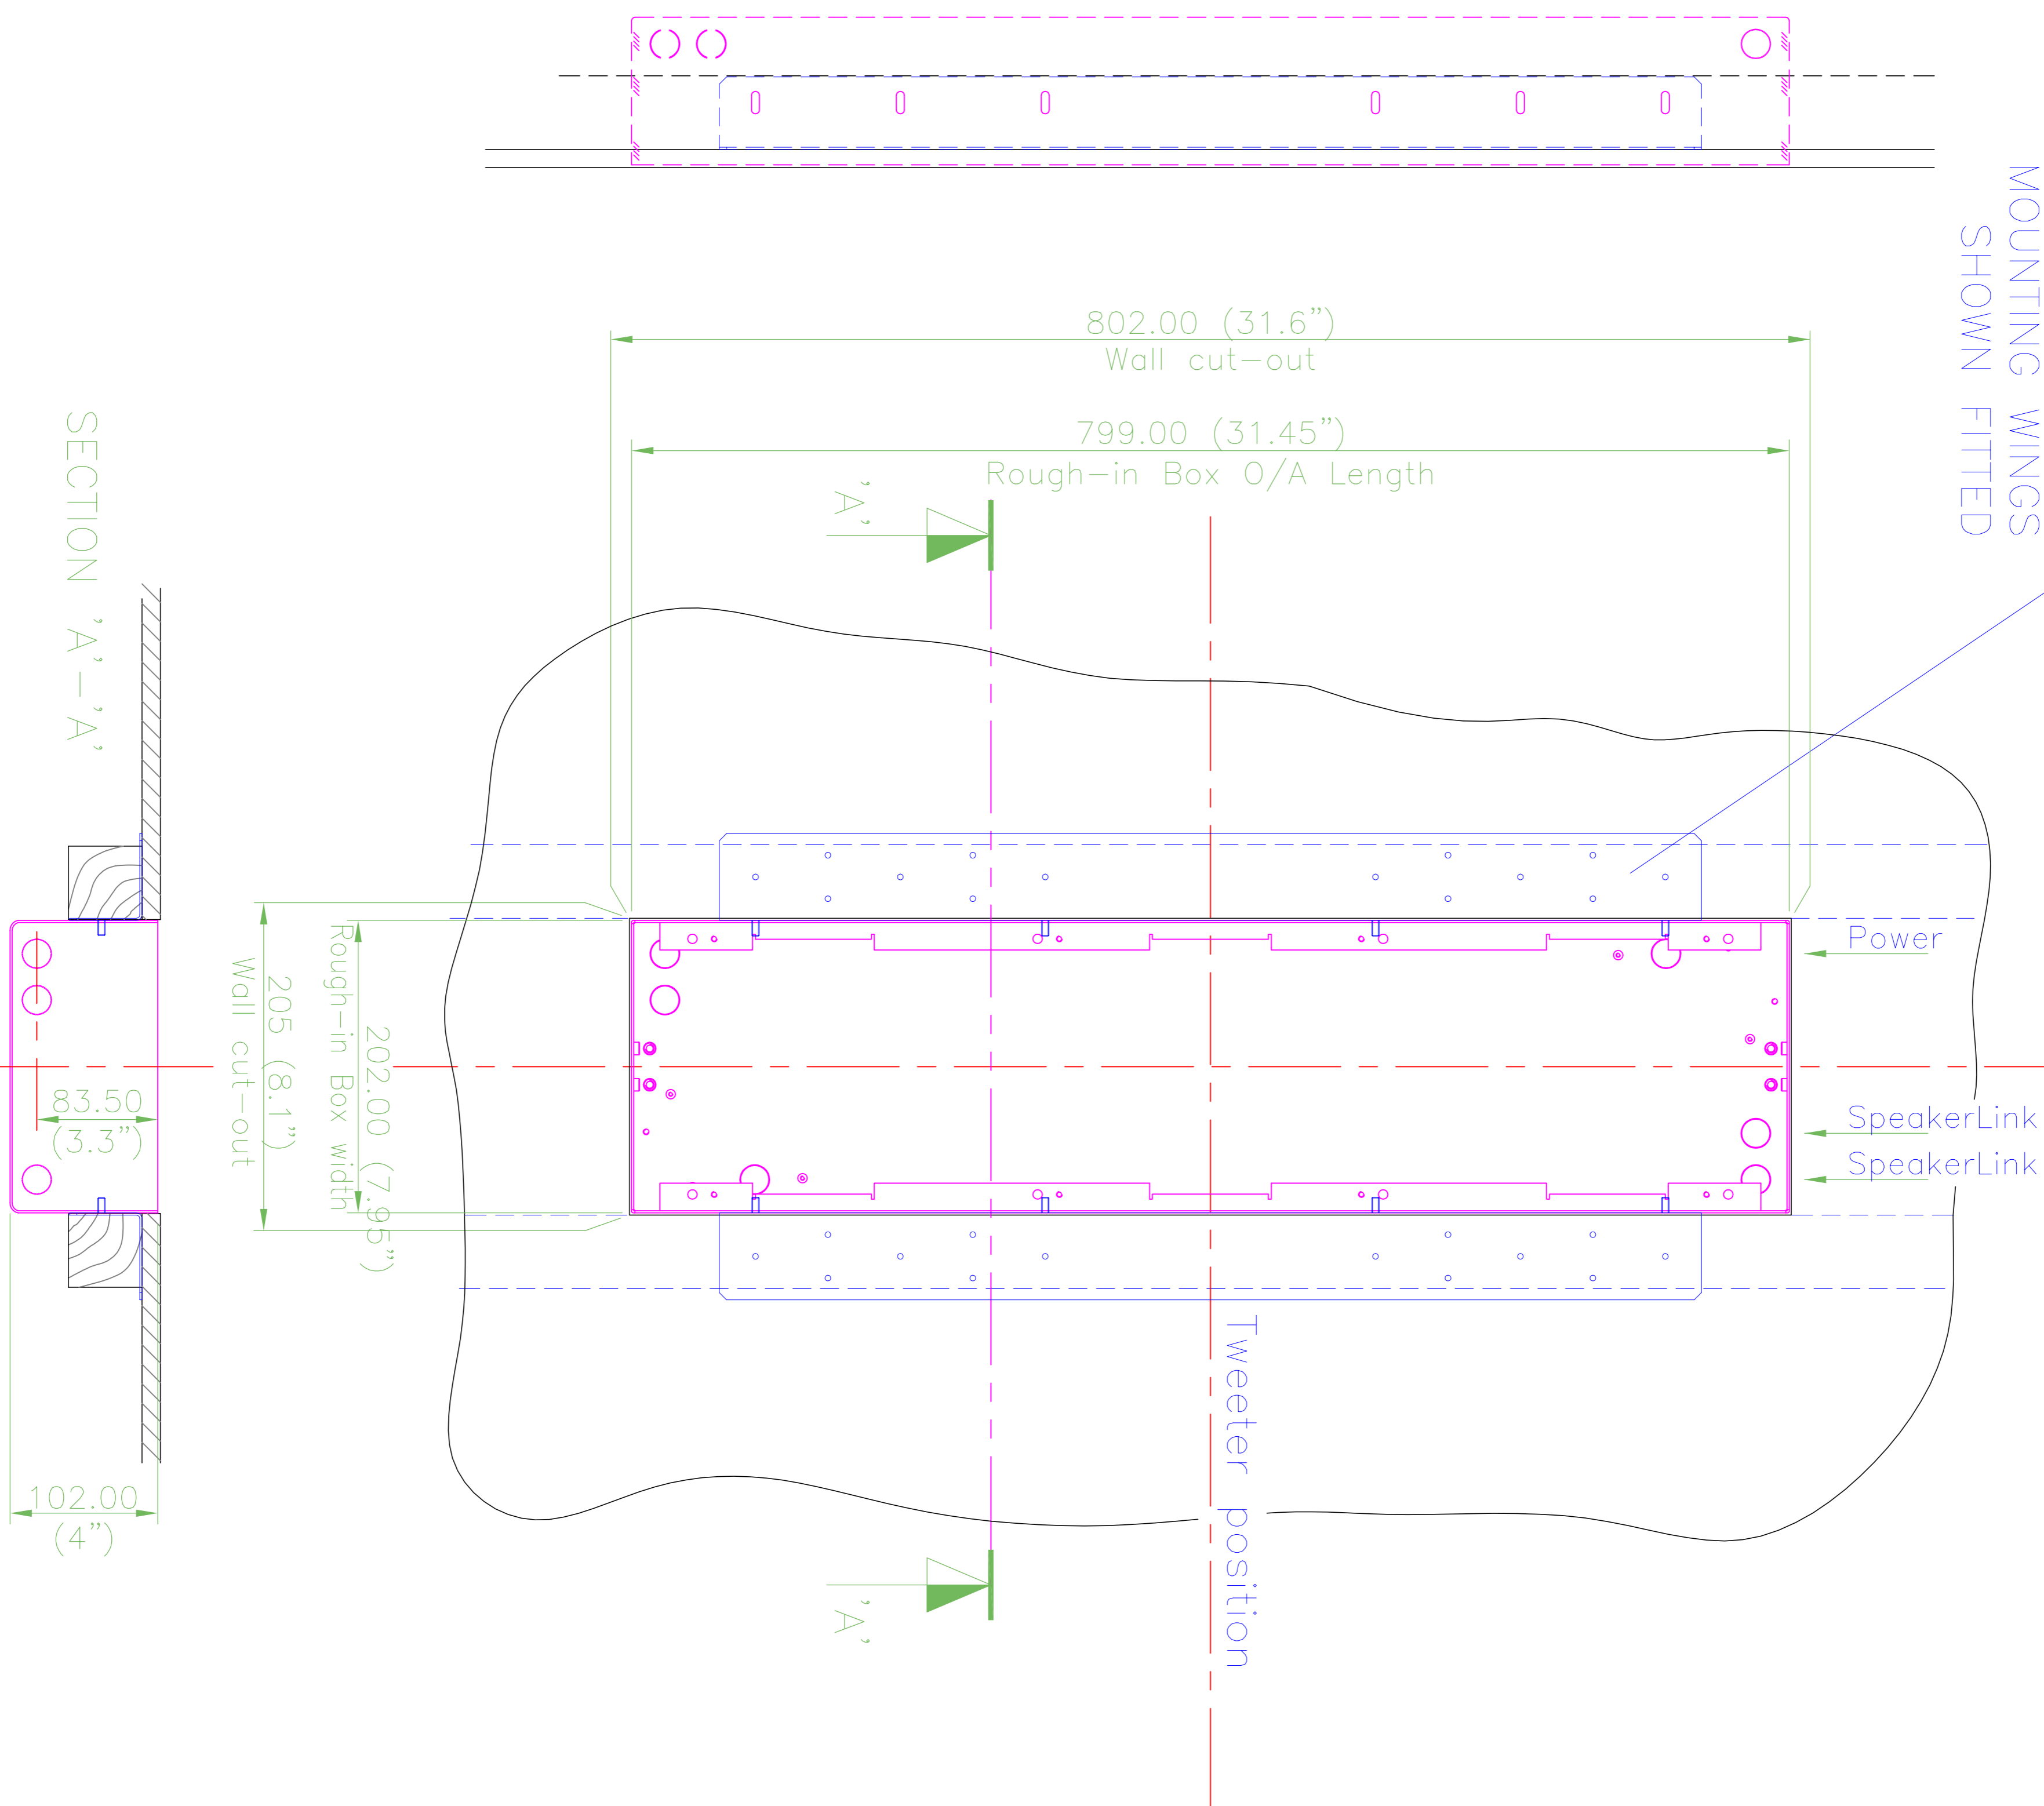 MOUNTING WINGS
SHOWN FITTED
802.00 (31.6")
Wall cut-out
799.00 (31.45")
Rough-in Box O/A Length
'A'
SECTION 'A'-'A'
Power
SpeakerLink
SpeakerLink
202.00 (7.95")
Rough-in Box width
205 (8.1")
Wall cut-out
83.50
(3.3")
Tweeter position
102.00
(4")
'A'